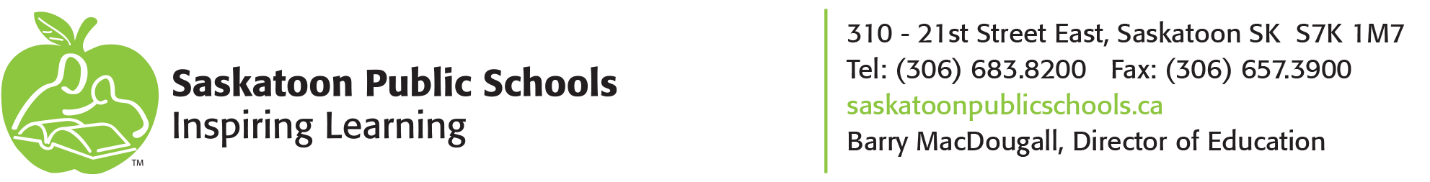 Saskatoon Public Schools
Inspiring Learning
TM
310 - 21st Street East, Saskatoon SK  S7K 1M7
Tel: (306) 683.8200   Fax: (306) 657.3900
saskatoonpublicschools.ca
Barry MacDougall, Director of Education